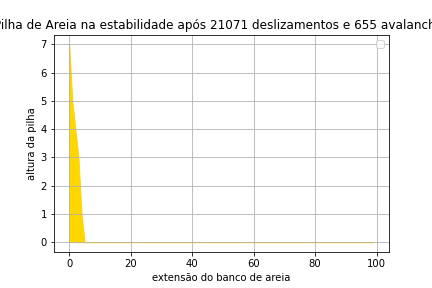 ilha de Areia na estabilidade após 21071 deslizamentos e 655 avalanch
7
6
5
4
3
2
1
0
altura da pilha
0 20 40 60 80 100
extensão do banco de areia